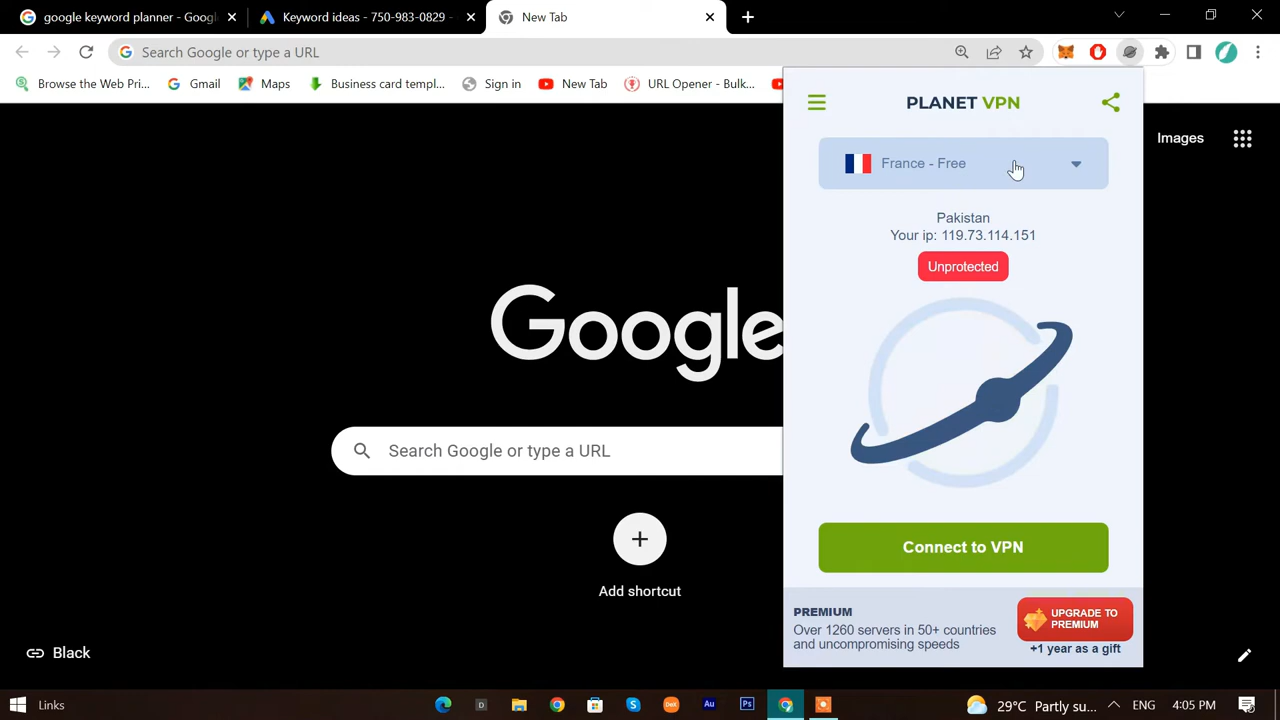 google keyword planner - Googl
Keyword ideas - 750-983-0829 -
New Tab
Search Google or type a URL
Browse the Web Pri...
Gmail
Maps
Business card templ...
Sign in
New Tab
URL Opener - Bulk...
PLANET VPN
Images
France - Free
Pakistan
Your ip: 119.73.114.151
Unprotected
Google
Search Google or type a URL
Add shortcut
Connect to VPN
PREMIUM
Over 1260 servers in 50+ countries
and uncompromising speeds
UPGRADE TO
PREMIUM
+1 year as a gift
Black
Links
D
DeX
Au
Ps
29°C Partly su...
ENG
4:05 PM